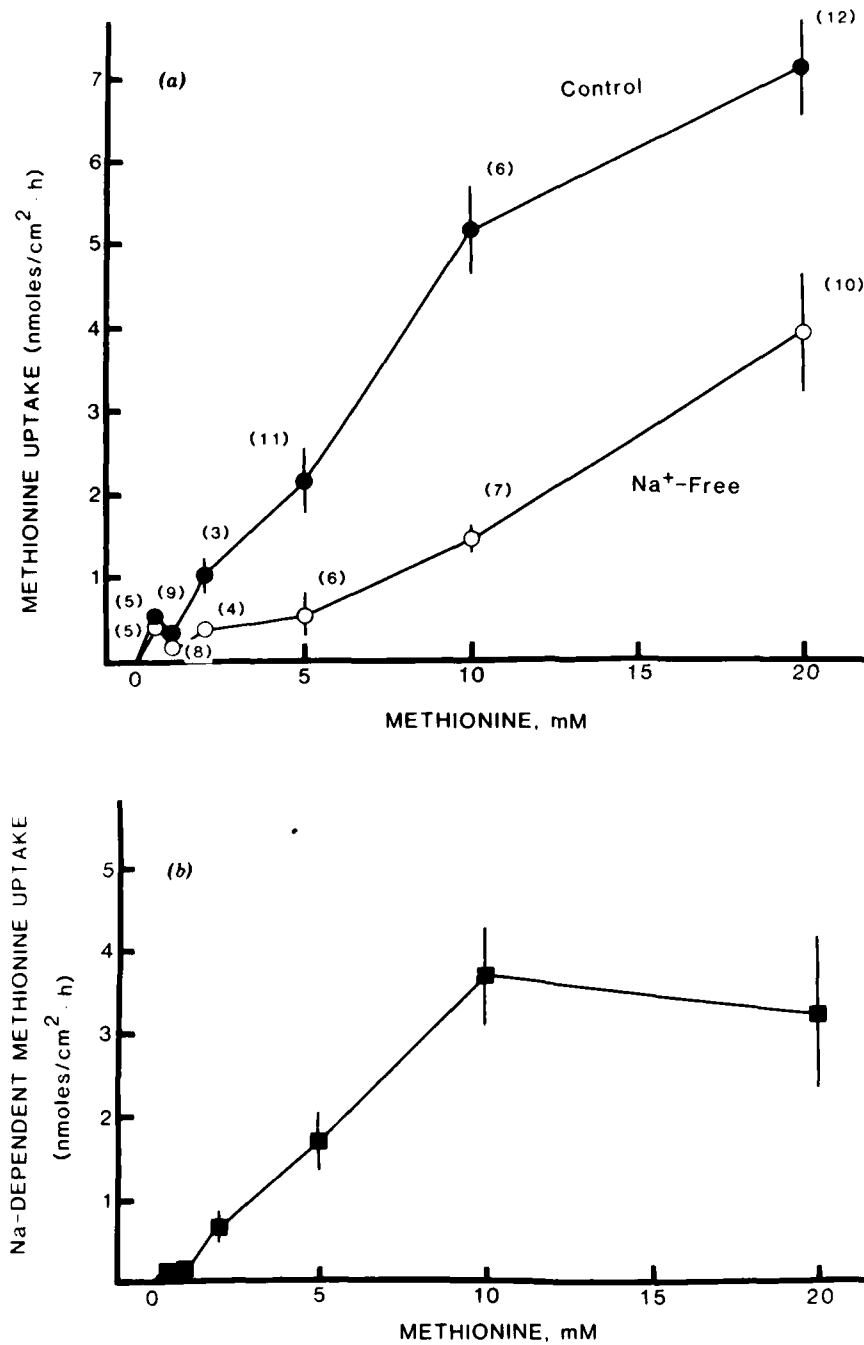 (12)
7
(a)
Control
6
(6)
METHIONINE UPTAKE (nmoles/cm² · h)
5
(10)
4
3
(11)
(7)
Na⁺-Free
2
(3)
(6)
1
(5) (9)
(4)
(5)
(8)
0 5 10 15 20
METHIONINE, mM
Na-DEPENDENT METHIONINE UPTAKE
(nmoles/cm² · h)
(b)
5
4
3
2
1
0 5 10 15 20
METHIONINE, mM